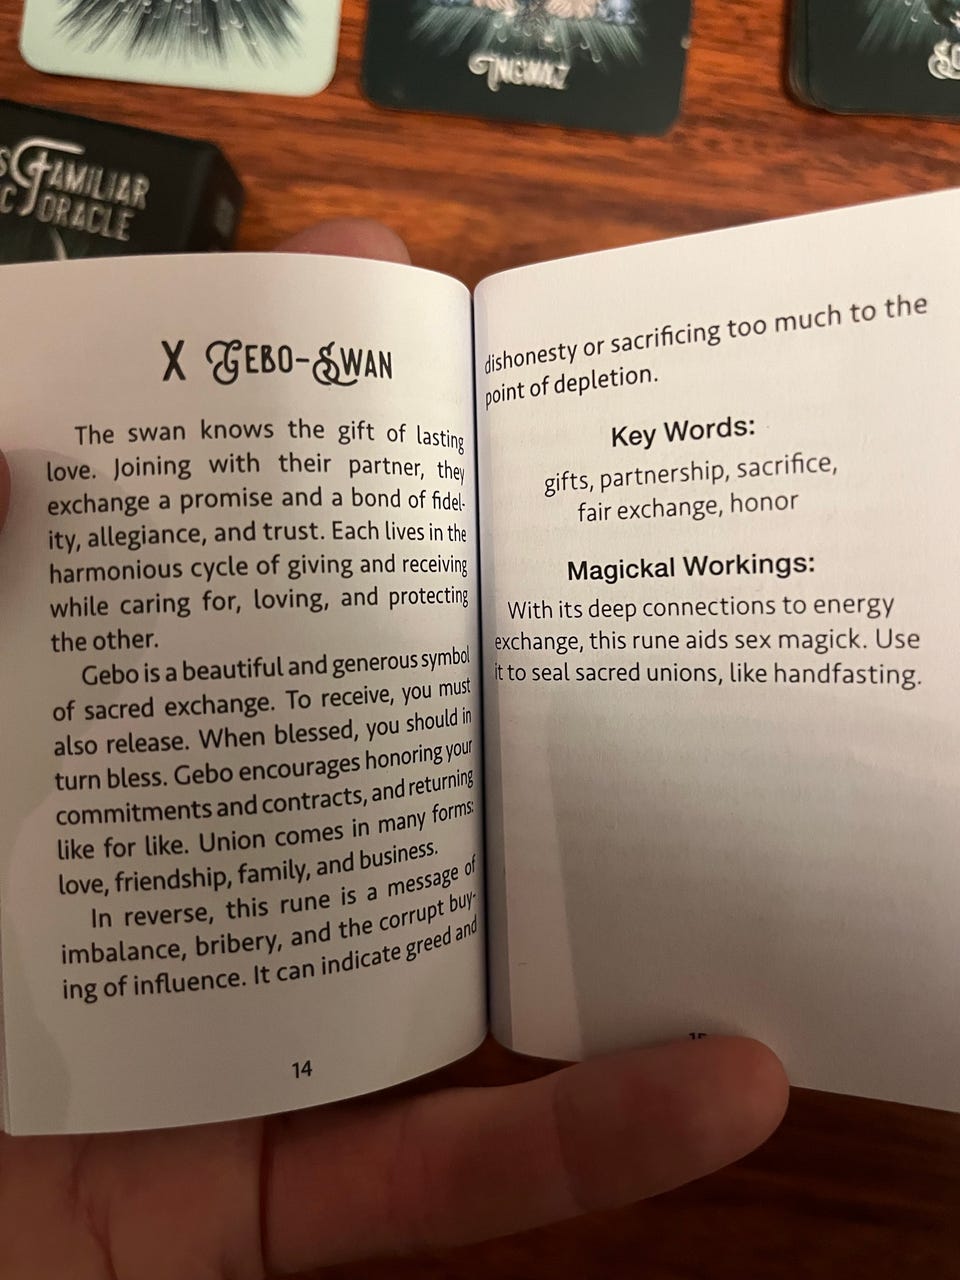 INGWAZ
FAMILIAR
ORACLE
X GEBO-SWAN
The swan knows the gift of lasting
love. Joining with their partner, they
exchange a promise and a bond of fidel-
ity, allegiance, and trust. Each lives in the
harmonious cycle of giving and receiving
while caring for, loving, and protecting
the other.
Gebo is a beautiful and generous symbol
of sacred exchange. To receive, you must
also release. When blessed, you should in
turn bless. Gebo encourages honoring your
commitments and contracts, and returning
like for like. Union comes in many forms:
love, friendship, family, and business.
In reverse, this rune is a message of
imbalance, bribery, and the corrupt buy-
ing of influence. It can indicate greed and
14
dishonesty or sacrificing too much to the
point of depletion.
Key Words:
gifts, partnership, sacrifice,
fair exchange, honor
Magickal Workings:
With its deep connections to energy
exchange, this rune aids sex magick. Use
it to seal sacred unions, like handfasting.